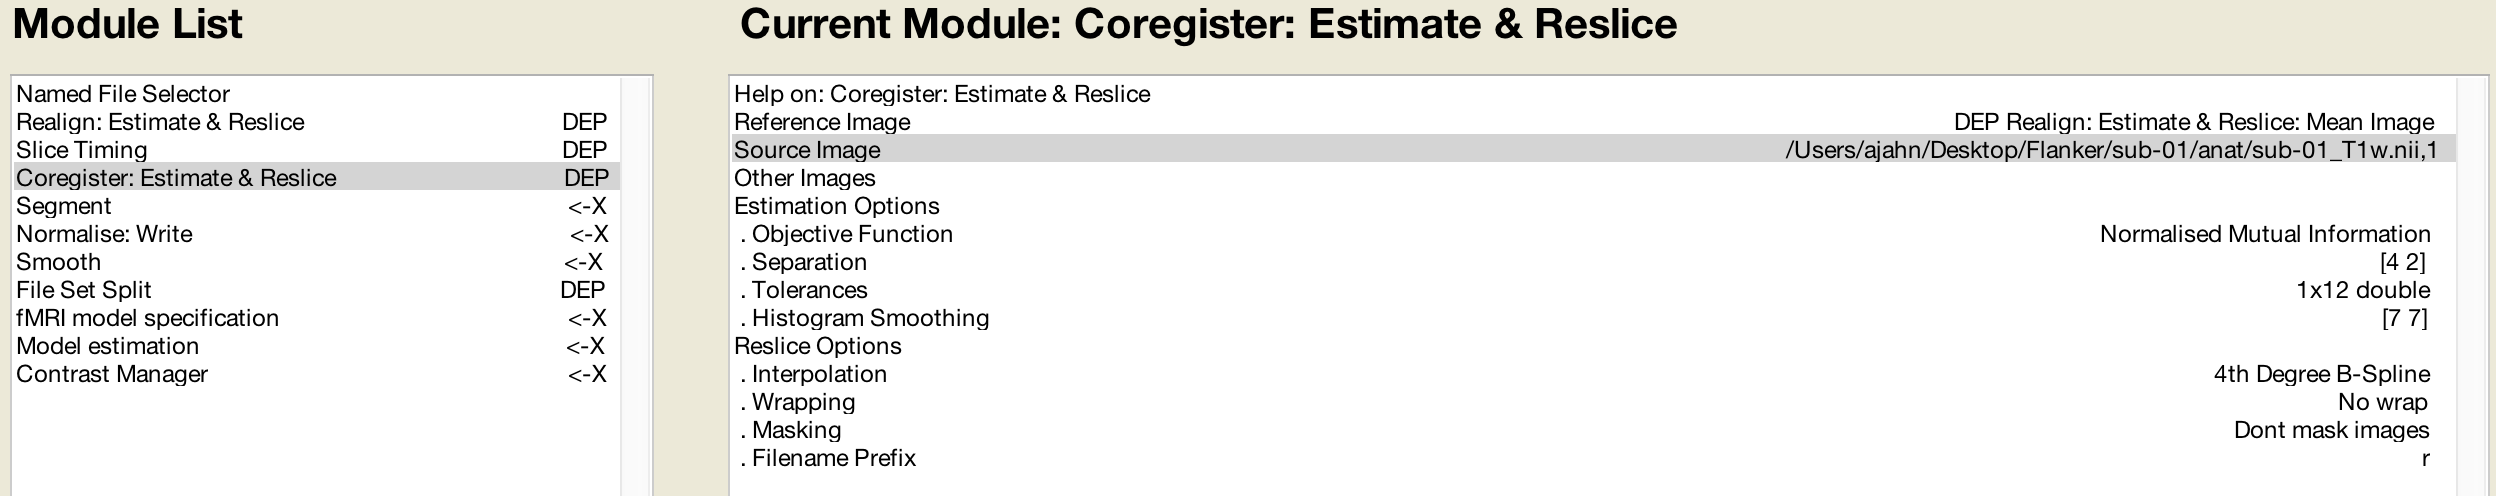 Module List
Named File Selector
Realign: Estimate & Reslice DEP
Slice Timing DEP
Coregister: Estimate & Reslice DEP
Segment <-X
Normalise: Write <-X
Smooth <-X
File Set Split DEP
fMRI model specification <-X
Model estimation <-X
Contrast Manager <-X
Current Module: Coregister: Estimate & Reslice
Help on: Coregister: Estimate & Reslice
Reference Image DEP Realign: Estimate & Reslice: Mean Image
Source Image /Users/ajahn/Desktop/Flanker/sub-01/anat/sub-01_T1w.nii,1
Other Images
Estimation Options
. Objective Function Normalised Mutual Information
. Separation [4 2]
. Tolerances 1x12 double
. Histogram Smoothing [7 7]
Reslice Options
. Interpolation 4th Degree B-Spline
. Wrapping No wrap
. Masking Dont mask images
. Filename Prefix r